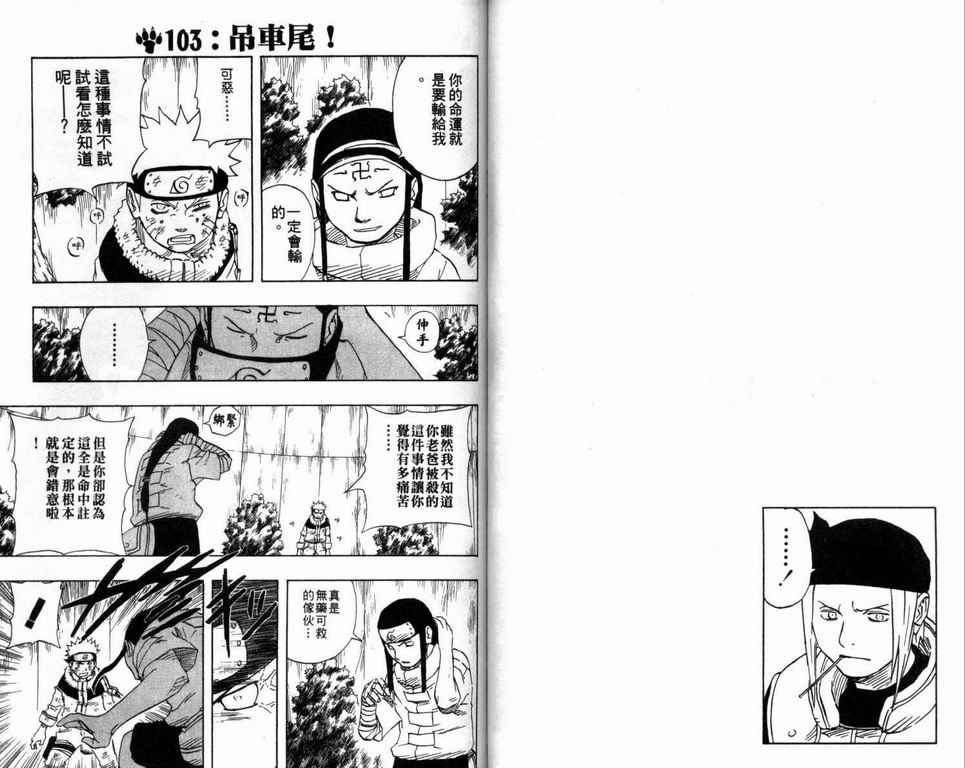 ……!
103：吊車尾！
你的命運就
是要輸給我
。
一定會輸
的。
可惡……
這種事情不試
試看怎麼知道
呢——？
呼
呼
呼
伸手
……
雖然我不知道
你老爸被殺的
這件事情讓你
覺得有多痛苦
……
綁緊
但是你卻認為
這全是命中註
定的，那根本
就是會錯意啦
！
真是
無藥可救
的傢伙…
！